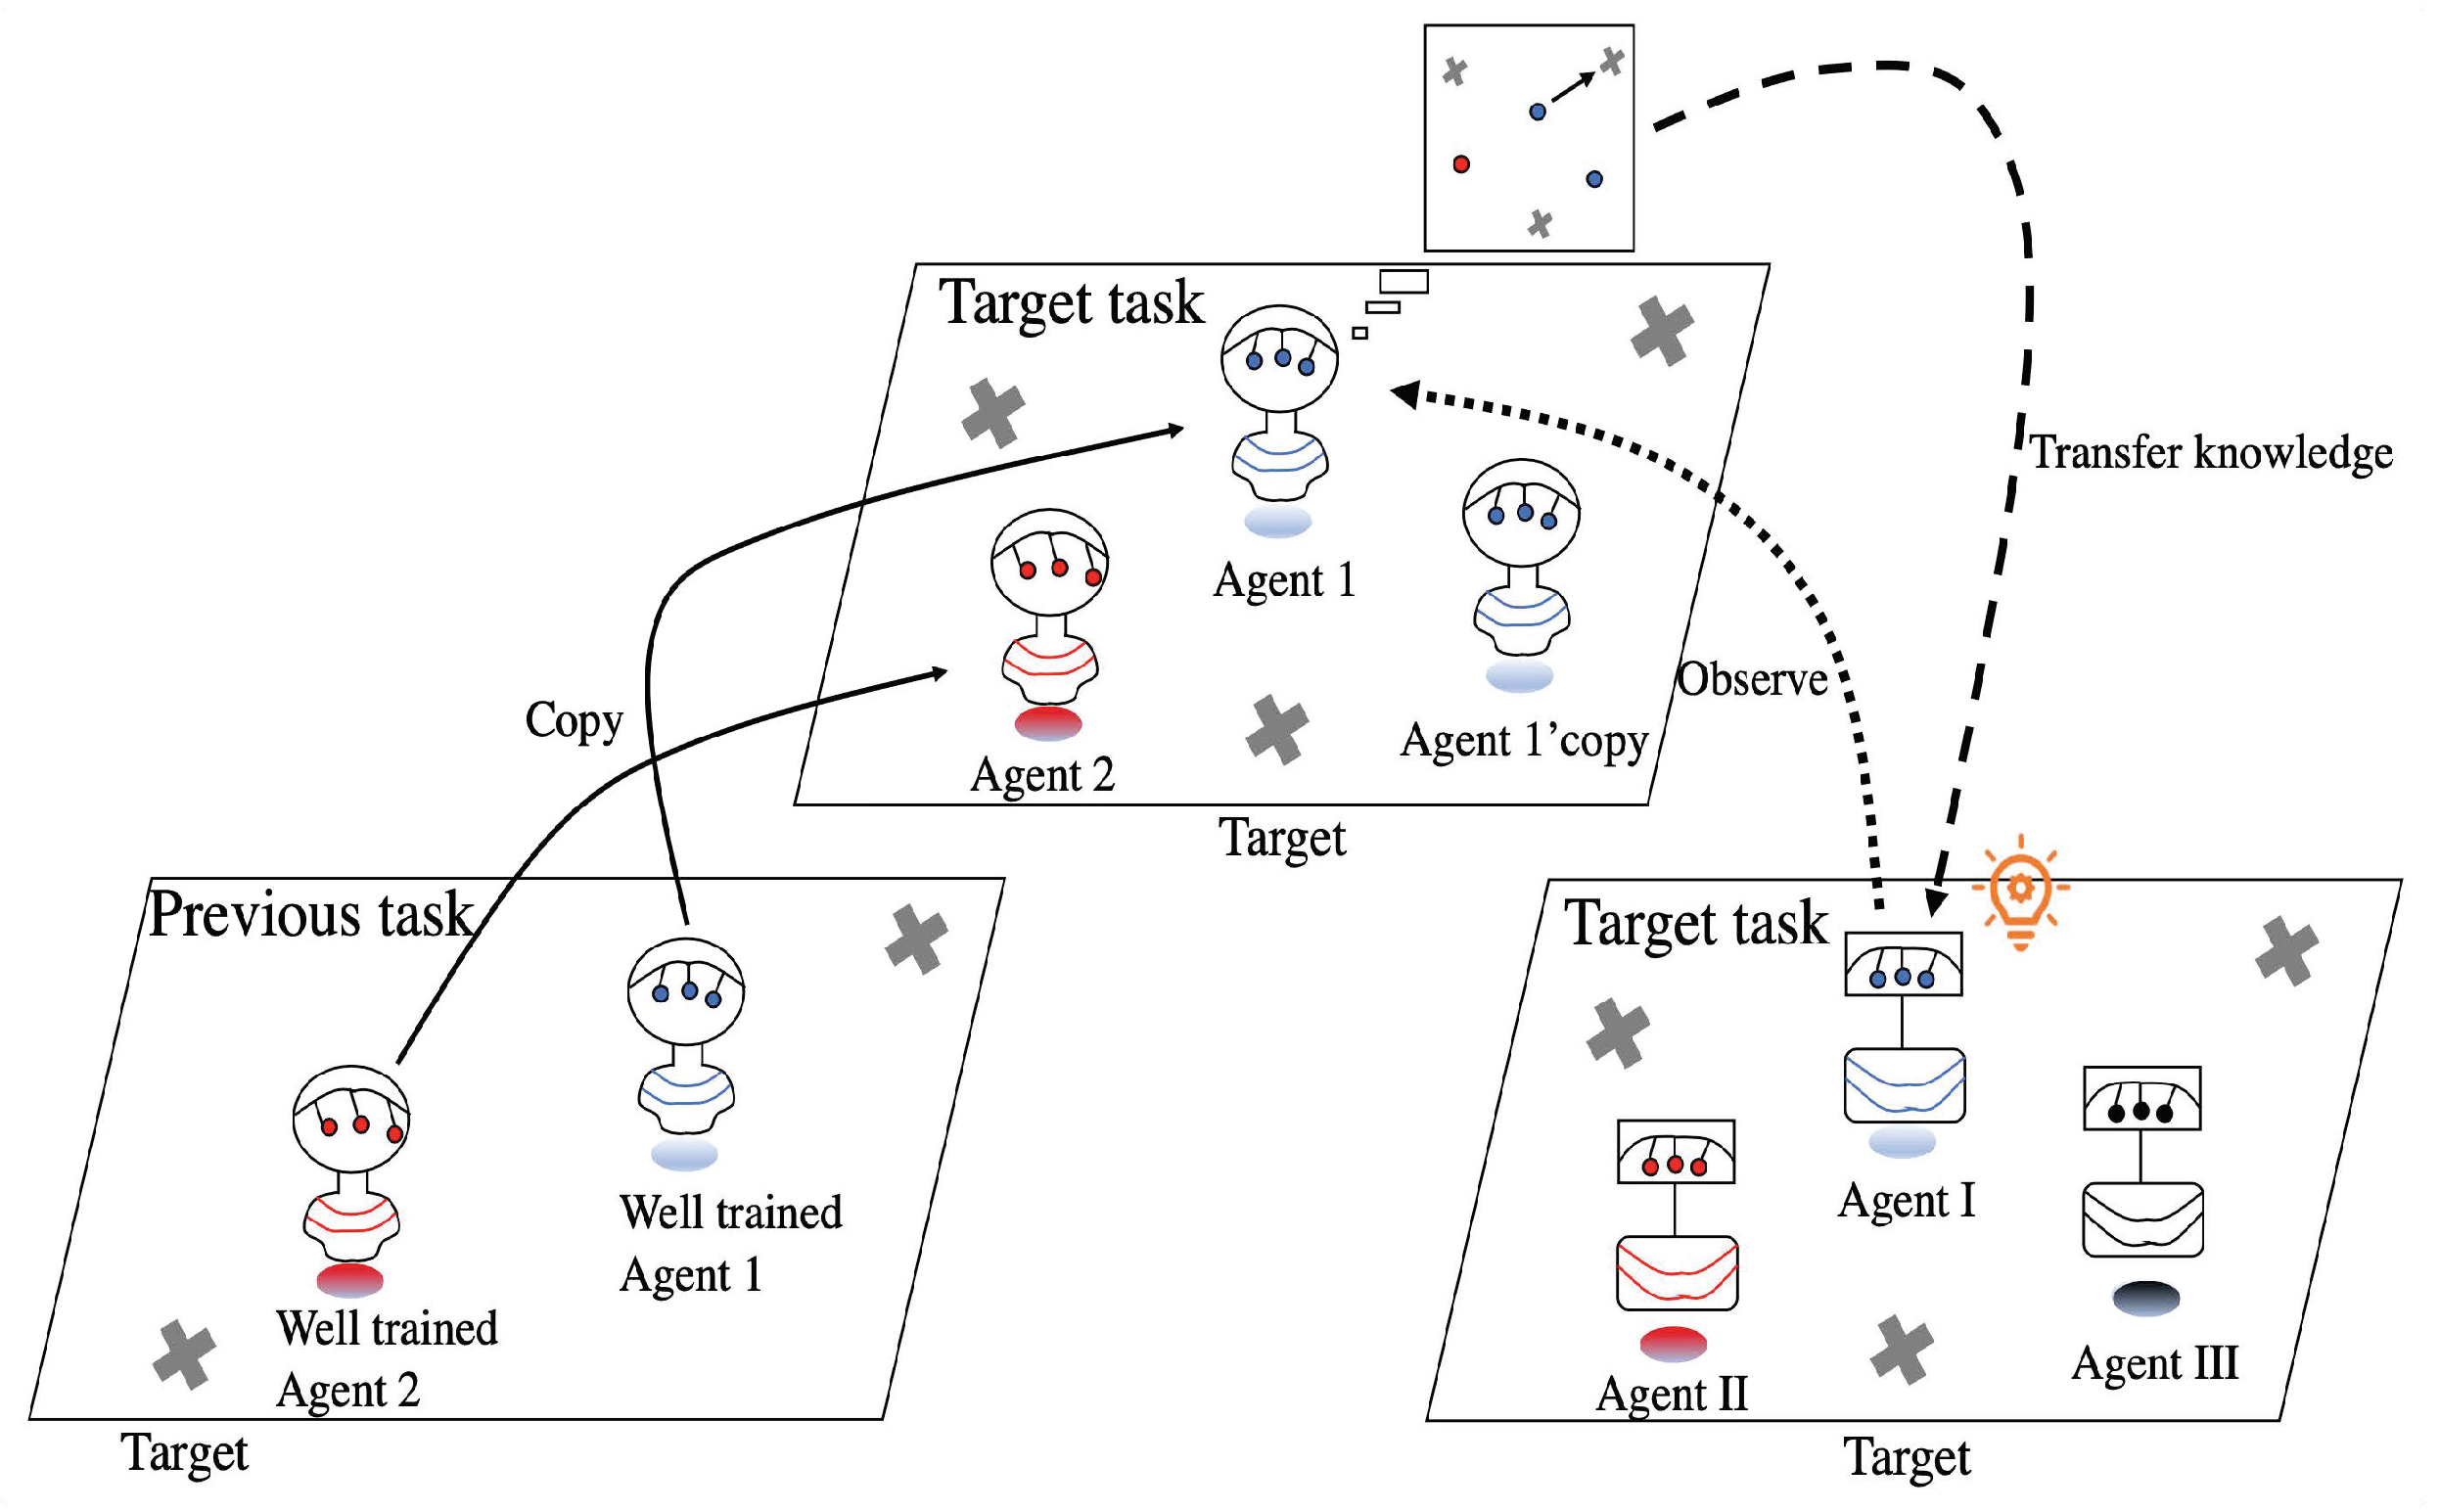 Target task
Agent 1
Agent 2
Agent 1’copy
Target
Transfer knowledge
Observe
Copy
Previous task
Well trained
Agent 1
Well trained
Agent 2
Target
Target task
Agent I
Agent II
Agent III
Target